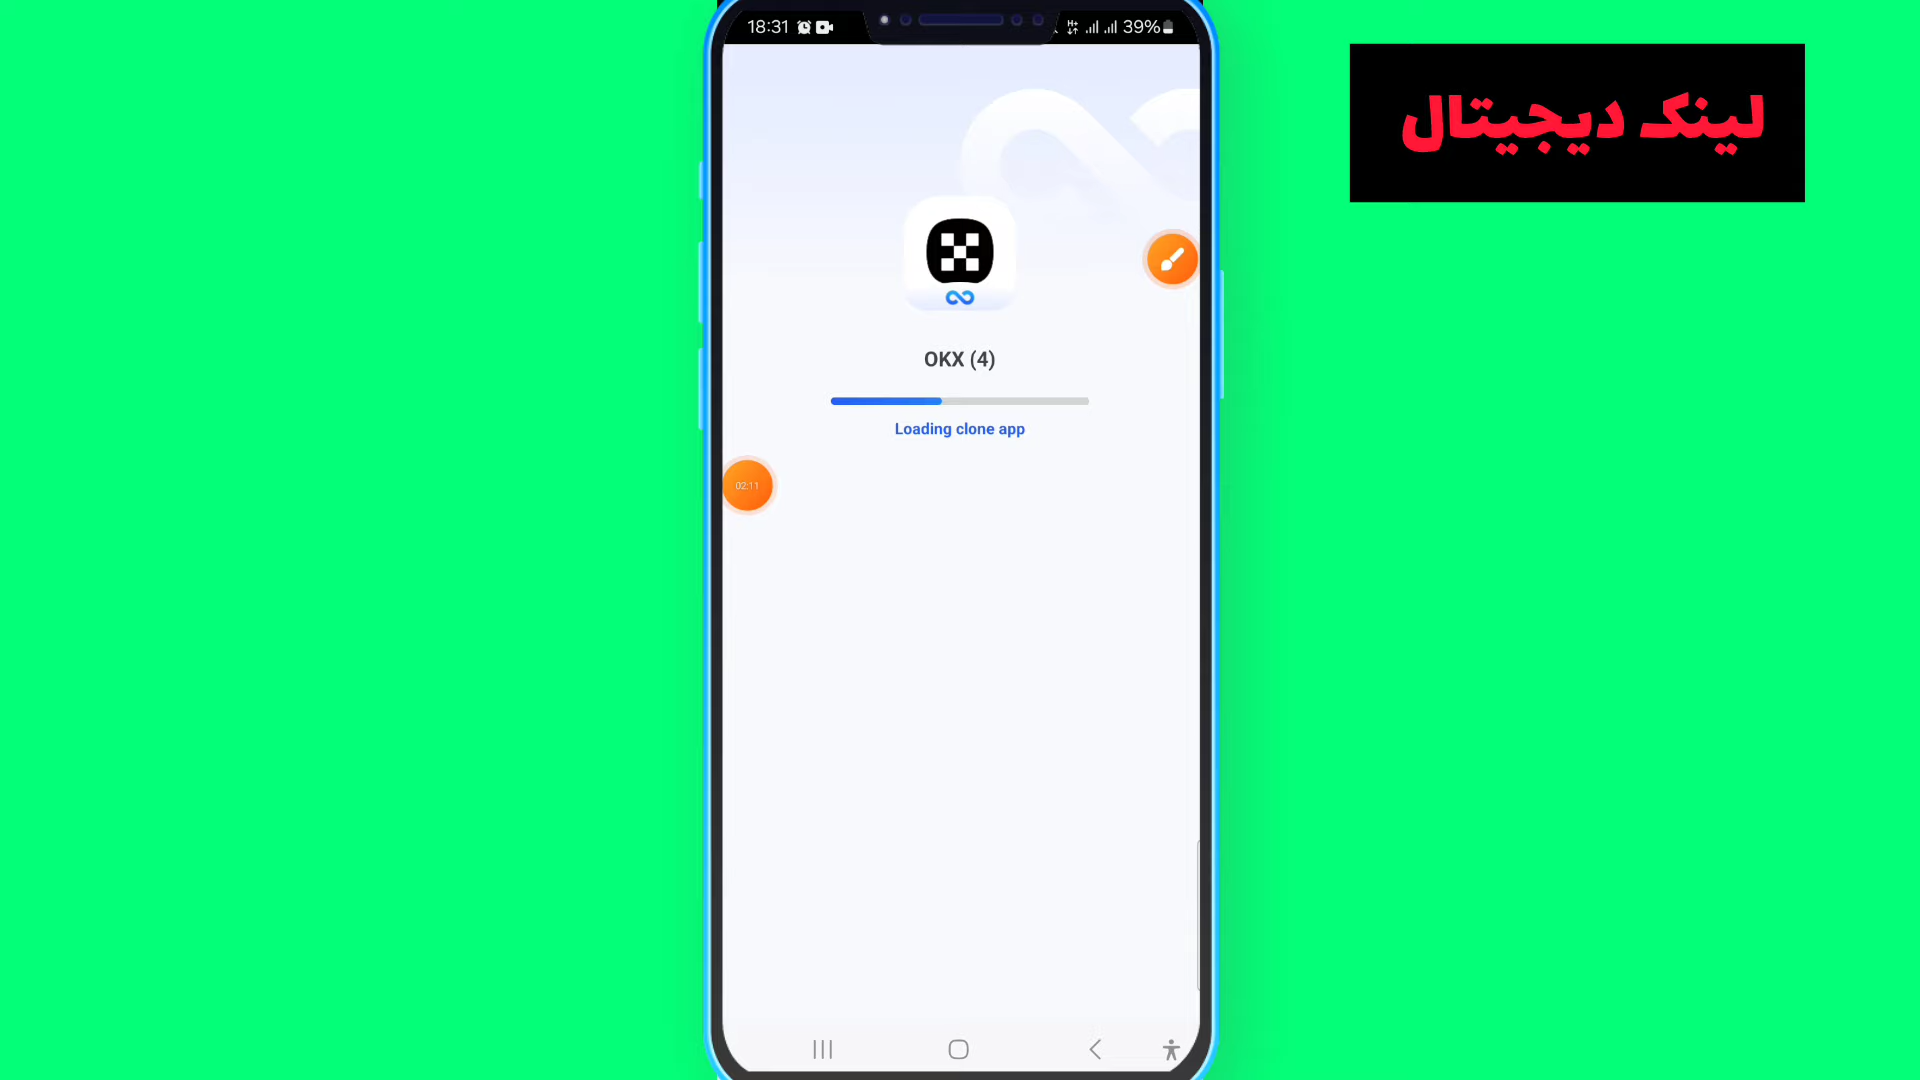 18:31
39%
لینک دیجیتال
OKX (4)
Loading clone app
02:11